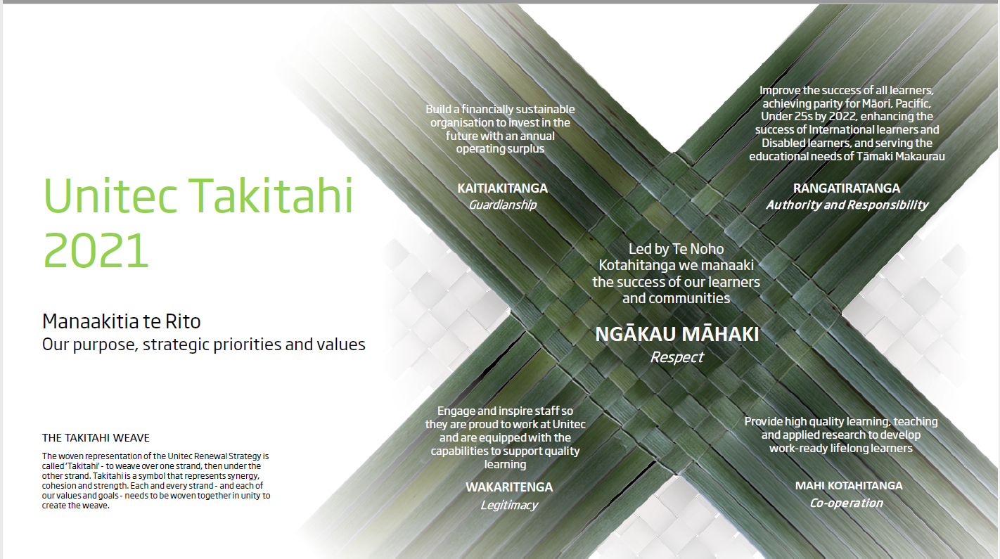 Unitec Takitahi
2021
Manaakitia te Rito
Our purpose, strategic priorities and values
THE TAKITAHI WEAVE
The woven representation of the Unitec Renewal Strategy is
called ‘Takitahi’ - to weave over one strand, then under the
other strand. Takitahi is a symbol that represents synergy,
cohesion and strength. Each and every strand - and each of
our values and goals - needs to be woven together in unity to
create the weave.
Build a financially sustainable
organisation to invest in the
future with an annual
operating surplus
KAITIAKITANGA
Guardianship
Improve the success of all learners,
achieving parity for Māori, Pacific,
Under 25s by 2022, enhancing the
success of International learners and
Disabled learners, and serving the
educational needs of Tāmaki Makaurau
RANGATIRATANGA
Authority and Responsibility
Led by Te Noho
Kotahitanga we manaaki
the success of our learners
and communities
NGĀKAU MĀHAKI
Respect
Engage and inspire staff so
they are proud to work at Unitec
and are equipped with the
capabilities to support quality
learning
WAKARITENGA
Legitimacy
Provide high quality learning, teaching
and applied research to develop
work-ready lifelong learners
MAHI KOTAHITANGA
Co-operation